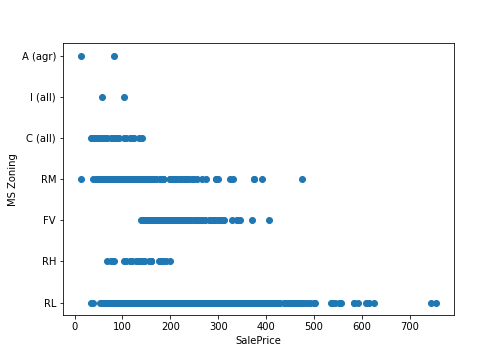 A (agr)
I (all)
C (all)
RM
FV
RH
RL
MS Zoning
0 100 200 300 400 500 600 700
SalePrice